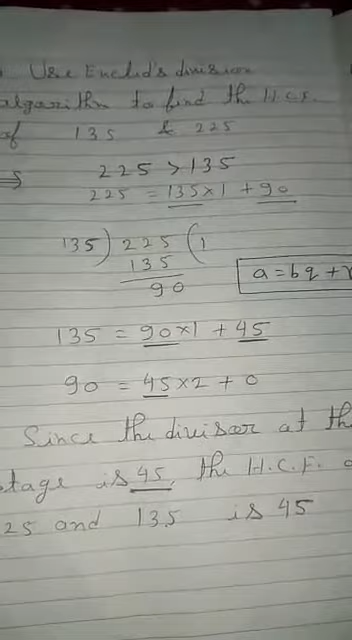 Use Euclid's division
algorithm to find the H.C.F.
of 135 & 225
⇒ 225 > 135
225 = 135 × 1 + 90
135) 225 (1
135
90
a = bq + r
135 = 90 × 1 + 45
90 = 45 × 2 + 0
Since the divisor at th
stage is 45, the H.C.F. o
25 and 135 is 45